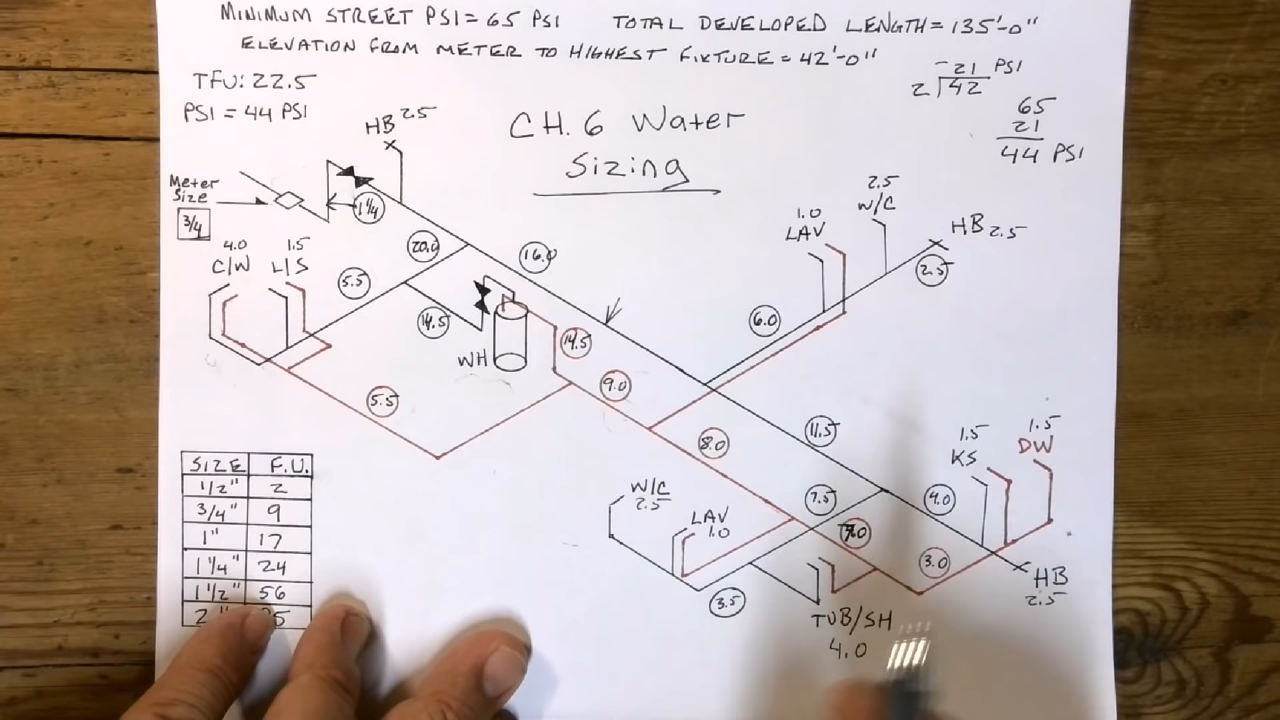 MINIMUM STREET PSI = 65 PSI TOTAL DEVELOPED LENGTH = 135'-0"
ELEVATION FROM METER TO HIGHEST FIXTURE = 42'-0"
TFU: 22.5
PSI = 44 PSI
21 PSI
2 42
65
21
44 PSI
CH. 6 Water
Sizing
HB 2.5
Meter
Size
3/4
1 1/4
20.0
16.0
4.0
C/W
1.5
L/S
5.5
14.5
WH
14.5
9.0
5.5
1.0
LAV
2.5
W/C
HB 2.5
2.5
6.0
8.0
11.5
1.5
KS
1.5
DW
W/C
2.5
LAV
1.0
7.5
4.0
3.0
HB
2.5
3.5
TUB/SH
4.0
SIZE F.U.
1/2" 2
3/4" 9
1" 17
1 1/4" 24
1 1/2" 56